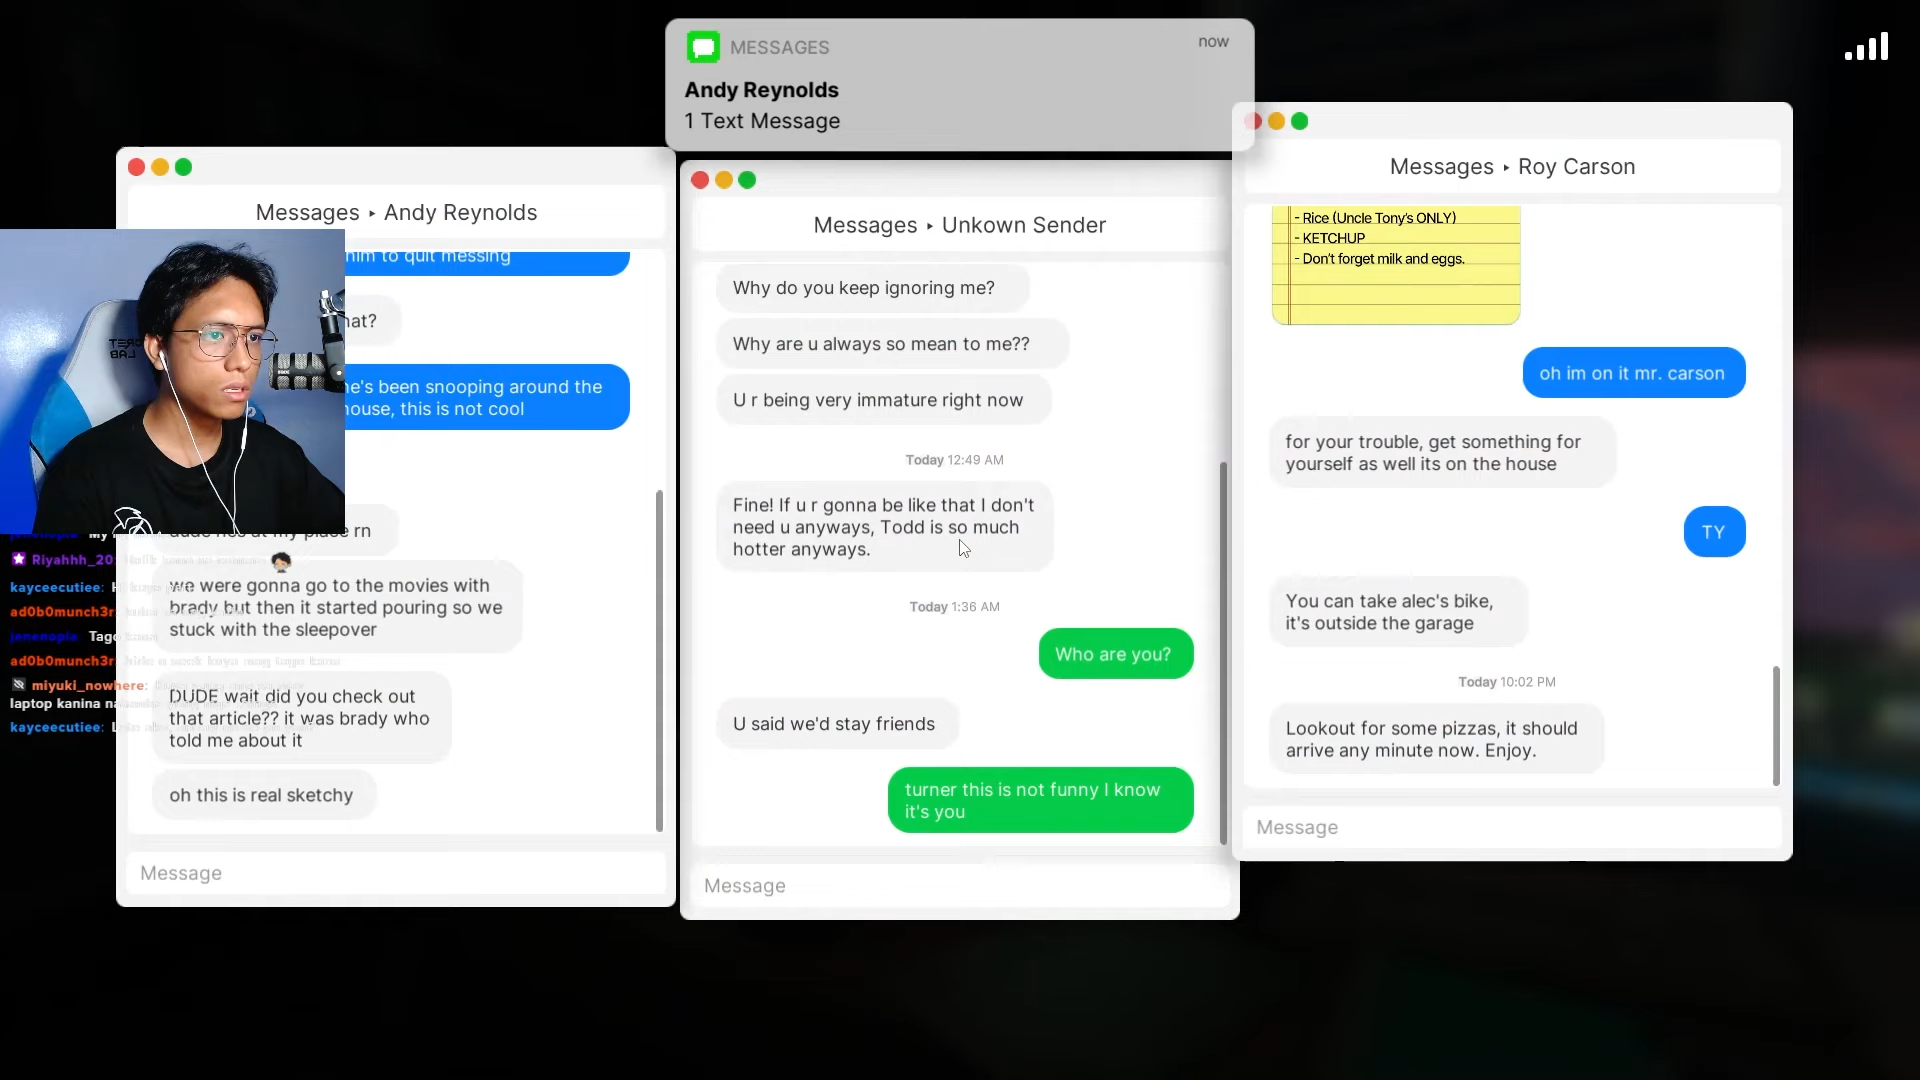 MESSAGES
now
Andy Reynolds
1 Text Message
Messages ‣ Andy Reynolds
him to quit messing
hat?
he's been snooping around the
house, this is not cool
dude hes at my place rn
we were gonna go to the movies with
brady but then it started pouring so we
stuck with the sleepover
DUDE wait did you check out
that article?? it was brady who
told me about it
oh this is real sketchy
Message
Messages ‣ Unkown Sender
Why do you keep ignoring me?
Why are u always so mean to me??
U r being very immature right now
Today 12:49 AM
Fine! If u r gonna be like that I don't
need u anyways, Todd is so much
hotter anyways.
Today 1:36 AM
Who are you?
U said we'd stay friends
turner this is not funny I know
it's you
Message
Messages ‣ Roy Carson
- Rice (Uncle Tony's ONLY)
- KETCHUP
- Don't forget milk and eggs.
oh im on it mr. carson
for your trouble, get something for
yourself as well its on the house
TY
You can take alec's bike,
it's outside the garage
Today 10:02 PM
Lookout for some pizzas, it should
arrive any minute now. Enjoy.
Message
SECRET
LAB
jenenopia My
Riyahhh_20
kayceecutiee:
ad0b0munch3r
jenenopia Tago
ad0b0munch3r
miyuki_nowhere:
laptop kanina
kayceecutiee: